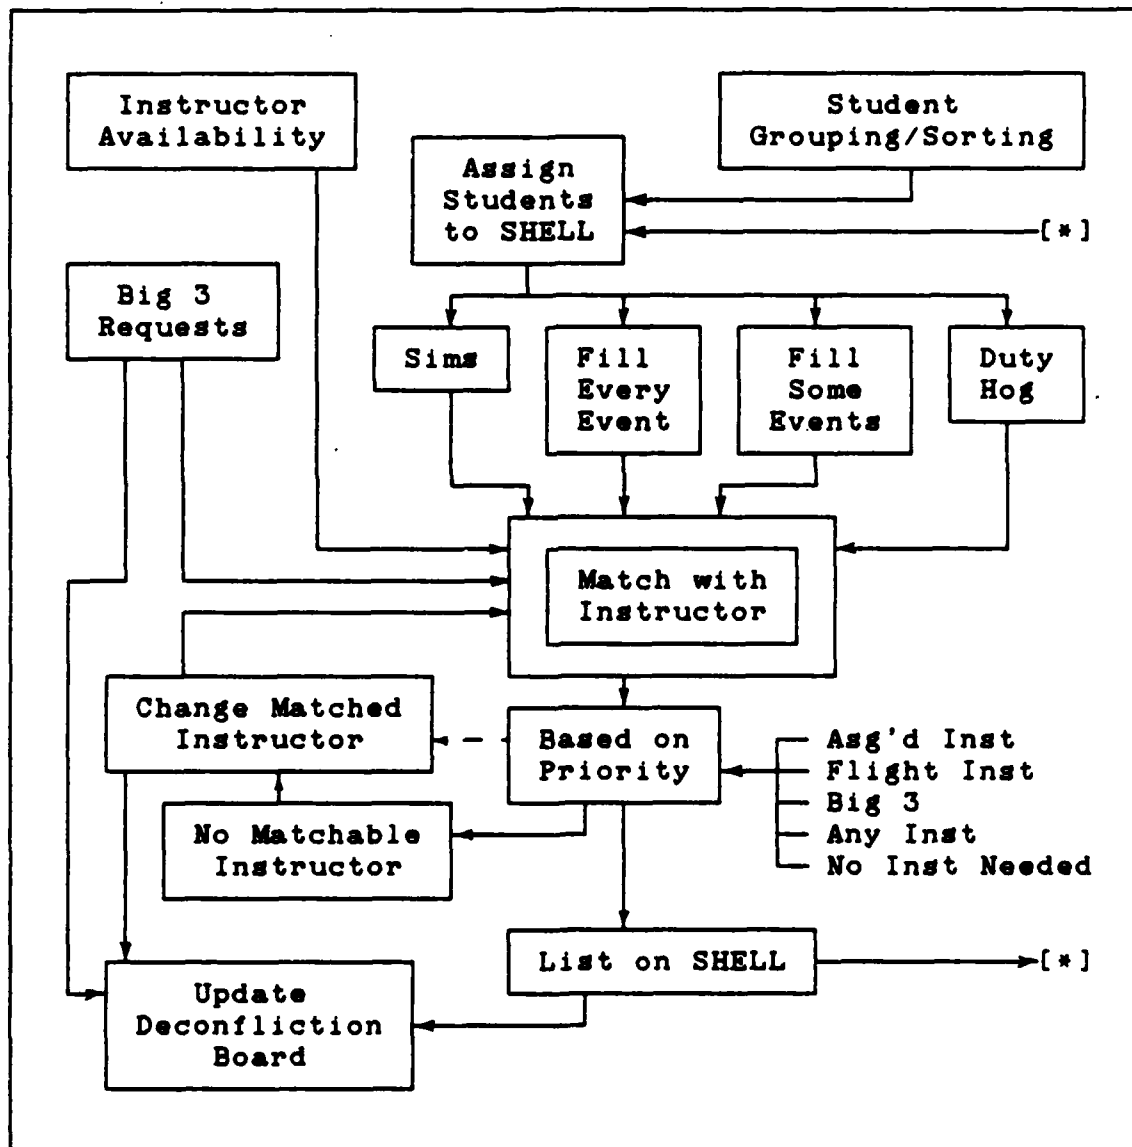 Instructor
Availability
Student
Grouping/Sorting
Assign
Students
to SHELL
[*]
Big 3
Requests
Sims
Fill
Every
Event
Fill
Some
Events
Duty
Hog
Match with
Instructor
Change Matched
Instructor
Based on
Priority
Asg'd Inst
Flight Inst
Big 3
Any Inst
No Inst Needed
No Matchable
Instructor
List on SHELL
[*]
Update
Deconfliction
Board